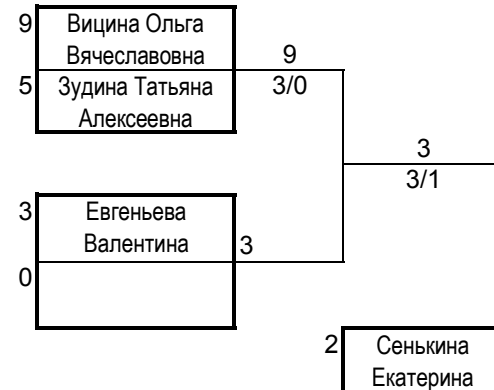 9
Вицина Ольга
Вячеславовна
9
5
Зудина Татьяна
3/0
Алексеевна
3
3/1
3
Евгеньева
Валентина
3
0
2
Сенькина
Екатерина